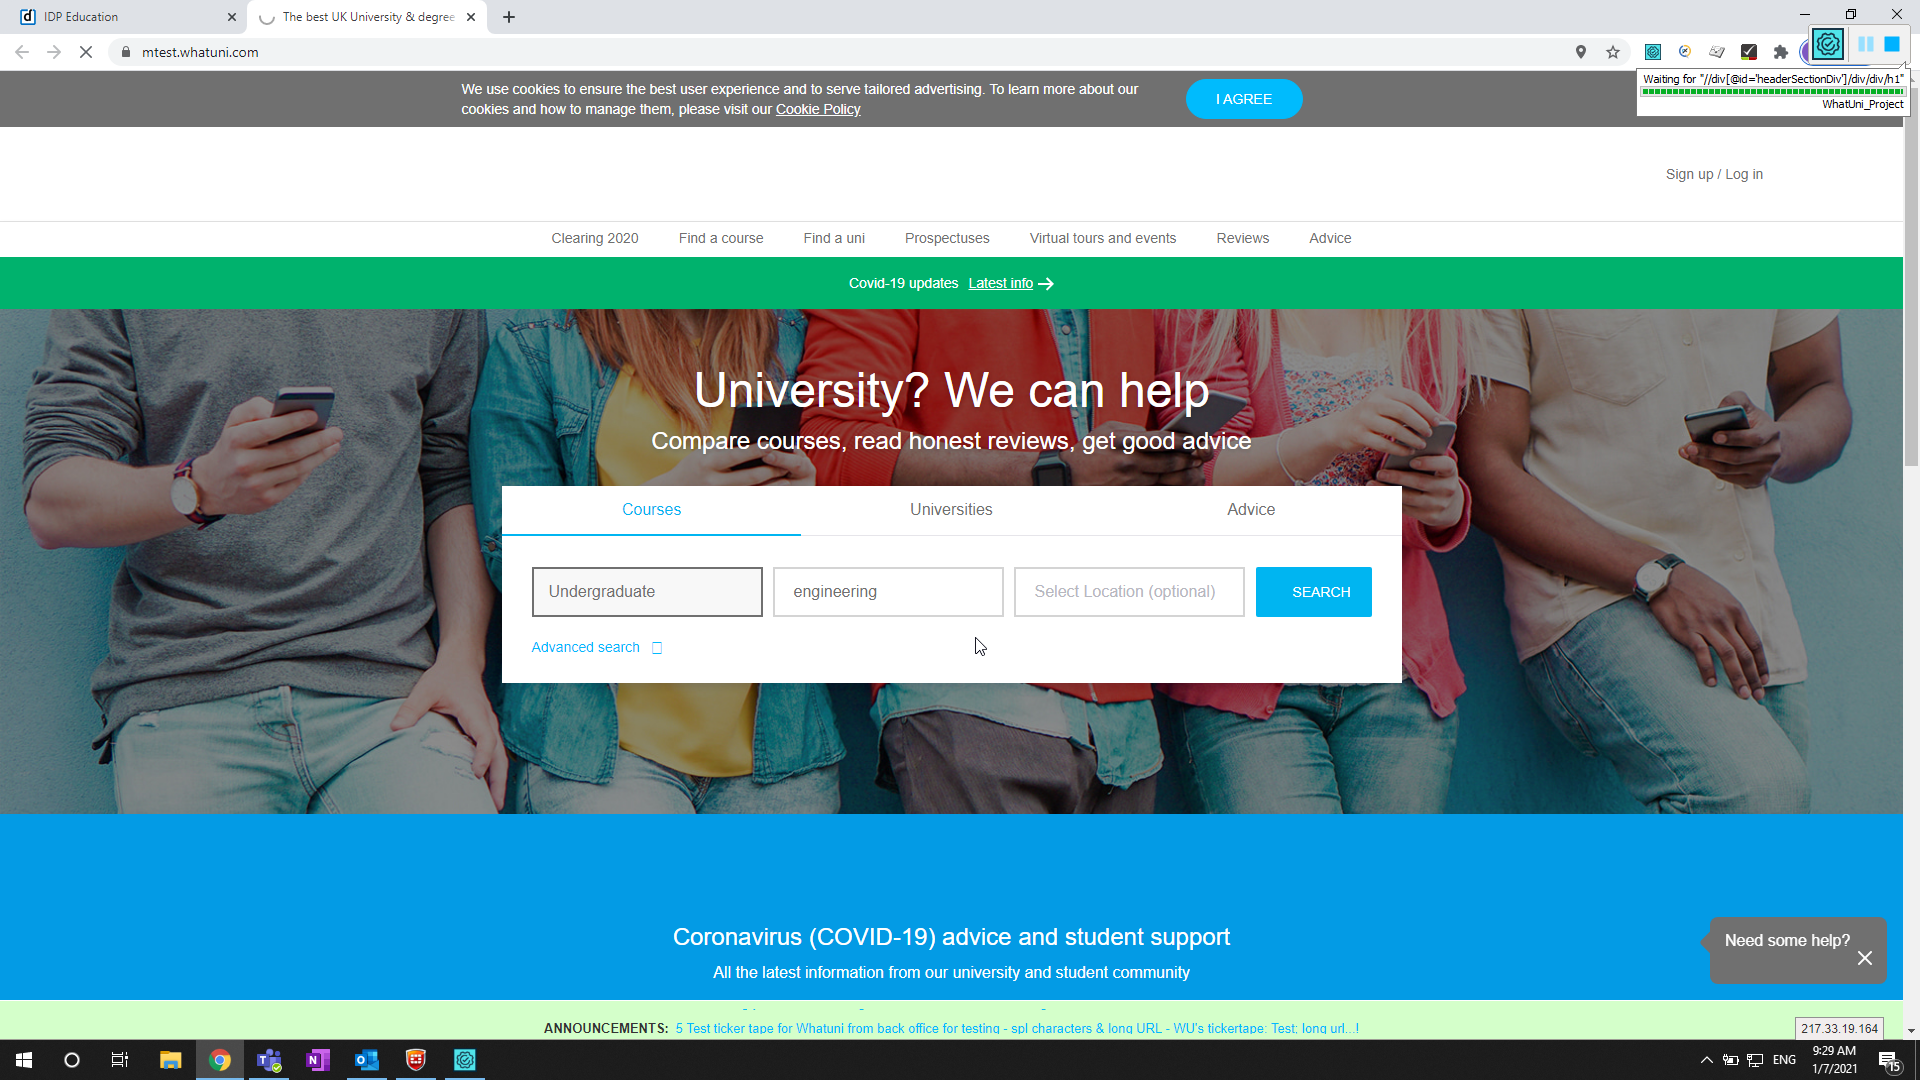 IDP Education
The best UK University & degree
mtest.whatuni.com
Waiting for "//div[@id='headerSectionDiv']/div/div/h1"
WhatUni_Project
We use cookies to ensure the best user experience and to serve tailored advertising. To learn more about our
cookies and how to manage them, please visit our Cookie Policy
I AGREE
Sign up / Log in
Clearing 2020
Find a course
Find a uni
Prospectuses
Virtual tours and events
Reviews
Advice
Covid-19 updates Latest info
University? We can help
Compare courses, read honest reviews, get good advice
Courses
Universities
Advice
Undergraduate
engineering
Select Location (optional)
SEARCH
Advanced search
Coronavirus (COVID-19) advice and student support
All the latest information from our university and student community
Need some help?
ANNOUNCEMENTS: 5 Test ticker tape for Whatuni from back office for testing - spl characters & long URL - WU's tickertape: Test; long url...!
217.33.19.164
ENG
9:29 AM
1/7/2021
15